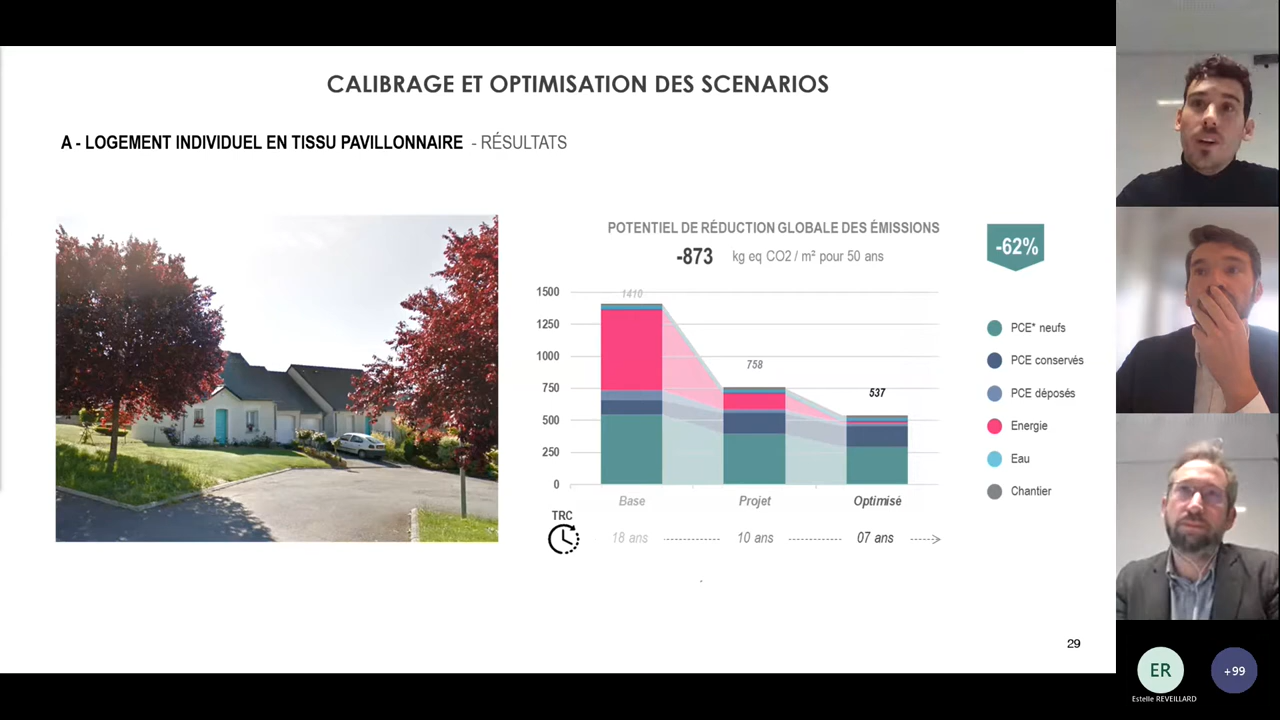 CALIBRAGE ET OPTIMISATION DES SCENARIOS
A - LOGEMENT INDIVIDUEL EN TISSU PAVILLONNAIRE - RÉSULTATS
POTENTIEL DE RÉDUCTION GLOBALE DES ÉMISSIONS
-873 kg eq CO2 / m² pour 50 ans
-62%
1500
1250
1000
750
500
250
0
1410
758
537
Base
Projet
Optimisé
PCE* neufs
PCE conservés
PCE déposés
Energie
Eau
Chantier
TRC
18 ans
10 ans
07 ans
29
ER
+99
Estelle REVEILLARD